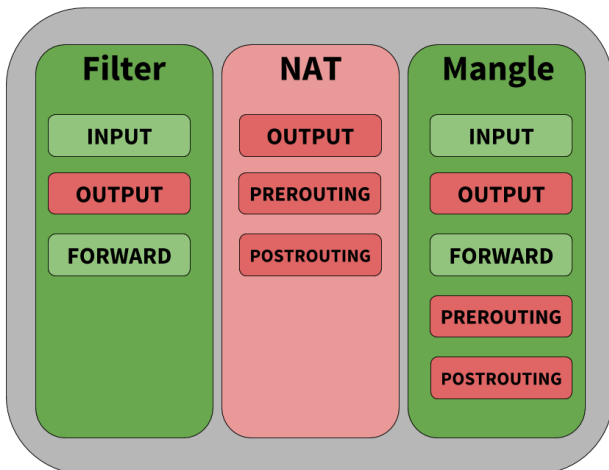 Filter
INPUT
OUTPUT
FORWARD
NAT
OUTPUT
PREROUTING
POSTROUTING
Mangle
INPUT
OUTPUT
FORWARD
PREROUTING
POSTROUTING